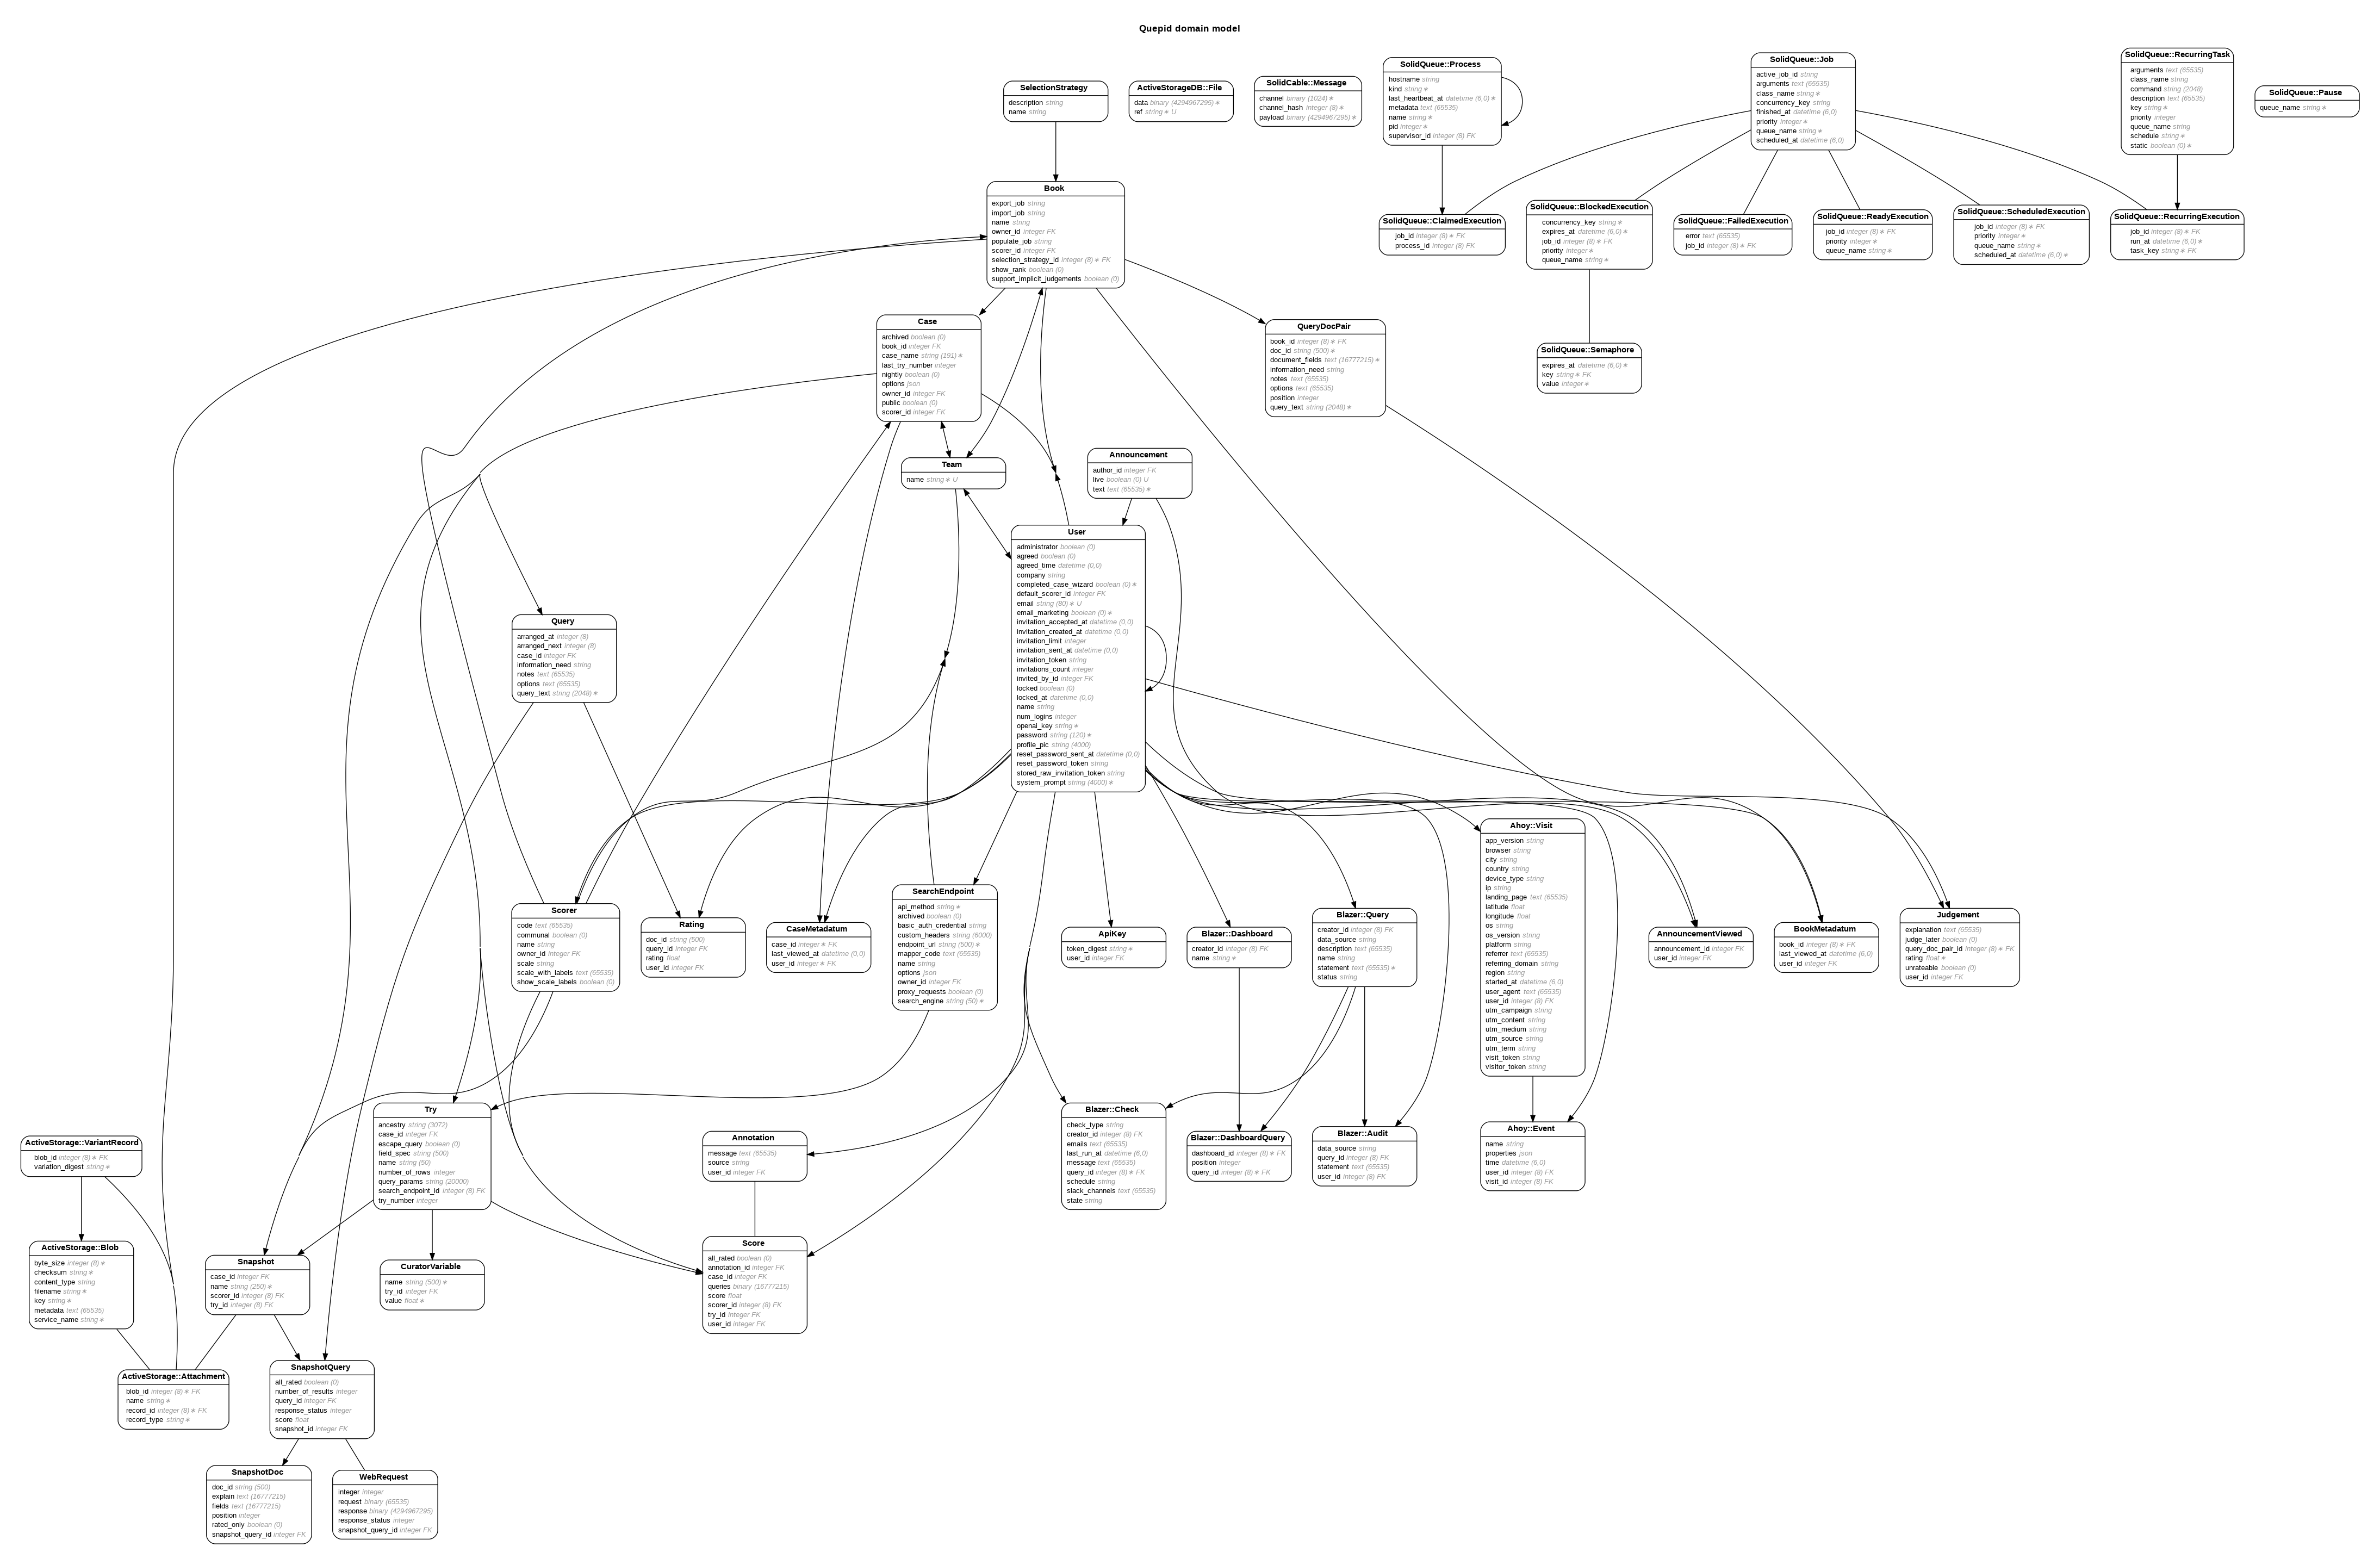 Quepid domain model
SelectionStrategy
description string
name string
ActiveStorageDB::File
data binary (4294967295) ∗
ref string ∗ U
SolidCable::Message
channel binary (1024) ∗
channel_hash integer (8) ∗
payload binary (4294967295) ∗
SolidQueue::Process
hostname string
kind string ∗
last_heartbeat_at datetime (6,0) ∗
metadata text (65535)
name string ∗
pid integer ∗
supervisor_id integer (8) FK
SolidQueue::Job
active_job_id string
arguments text (65535)
class_name string ∗
concurrency_key string
finished_at datetime (6,0)
priority integer ∗
queue_name string ∗
scheduled_at datetime (6,0)
SolidQueue::RecurringTask
arguments text (65535)
class_name string
command string (2048)
description text (65535)
key string ∗
priority integer
queue_name string
schedule string ∗
static boolean (0) ∗
SolidQueue::Pause
queue_name string ∗
Book
export_job string
import_job string
name string
owner_id integer FK
populate_job string
scorer_id integer FK
selection_strategy_id integer (8) ∗ FK
show_rank boolean (0)
support_implicit_judgements boolean (0)
SolidQueue::ClaimedExecution
job_id integer (8) ∗ FK
process_id integer (8) FK
SolidQueue::BlockedExecution
concurrency_key string ∗
expires_at datetime (6,0) ∗
job_id integer (8) ∗ FK
priority integer ∗
queue_name string ∗
SolidQueue::FailedExecution
error text (65535)
job_id integer (8) ∗ FK
SolidQueue::ReadyExecution
job_id integer (8) ∗ FK
priority integer ∗
queue_name string ∗
SolidQueue::ScheduledExecution
job_id integer (8) ∗ FK
priority integer ∗
queue_name string ∗
scheduled_at datetime (6,0) ∗
SolidQueue::RecurringExecution
job_id integer (8) ∗ FK
run_at datetime (6,0) ∗
task_key string ∗ FK
Case
archived boolean (0)
book_id integer FK
case_name string (191) ∗
last_try_number integer
nightly boolean (0)
options json
owner_id integer FK
public boolean (0)
scorer_id integer FK
QueryDocPair
book_id integer (8) ∗ FK
doc_id string (500) ∗
document_fields text (16777215) ∗
information_need string
notes text (65535)
options text (65535)
position integer
query_text string (2048) ∗
SolidQueue::Semaphore
expires_at datetime (6,0) ∗
key string ∗ FK
value integer ∗
Team
name string ∗ U
Announcement
author_id integer FK
live boolean (0) U
text text (65535) ∗
User
administrator boolean (0)
agreed boolean (0)
agreed_time datetime (0,0)
company string
completed_case_wizard boolean (0) ∗
default_scorer_id integer FK
email string (80) ∗ U
email_marketing boolean (0) ∗
invitation_accepted_at datetime (0,0)
invitation_created_at datetime (0,0)
invitation_limit integer
invitation_sent_at datetime (0,0)
invitation_token string
invitations_count integer
invited_by_id integer FK
locked boolean (0)
locked_at datetime (0,0)
name string
num_logins integer
openai_key string ∗
password string (120) ∗
profile_pic string (4000)
reset_password_sent_at datetime (0,0)
reset_password_token string
stored_raw_invitation_token string
system_prompt string (4000) ∗
Query
arranged_at integer (8)
arranged_next integer (8)
case_id integer FK
information_need string
notes text (65535)
options text (65535)
query_text string (2048) ∗
Scorer
code text (65535)
communal boolean (0)
name string
owner_id integer FK
scale string
scale_with_labels text (65535)
show_scale_labels boolean (0)
Rating
doc_id string (500)
query_id integer FK
rating float
user_id integer FK
CaseMetadatum
case_id integer ∗ FK
last_viewed_at datetime (0,0)
user_id integer ∗ FK
SearchEndpoint
api_method string ∗
archived boolean (0)
basic_auth_credential string
custom_headers string (6000)
endpoint_url string (500) ∗
mapper_code text (65535)
name string
options json
owner_id integer FK
proxy_requests boolean (0)
search_engine string (50) ∗
ApiKey
token_digest string ∗
user_id integer FK
Blazer::Dashboard
creator_id integer (8) FK
name string ∗
Blazer::Query
creator_id integer (8) FK
data_source string
description text (65535)
name string
statement text (65535) ∗
status string
Ahoy::Visit
app_version string
browser string
city string
country string
device_type string
ip string
landing_page text (65535)
latitude float
longitude float
os string
os_version string
platform string
referrer text (65535)
referring_domain string
region string
started_at datetime (6,0)
user_agent text (65535)
user_id integer (8) FK
utm_campaign string
utm_content string
utm_medium string
utm_source string
utm_term string
visit_token string
visitor_token string
AnnouncementViewed
announcement_id integer FK
user_id integer FK
BookMetadatum
book_id integer (8) ∗ FK
last_viewed_at datetime (6,0)
user_id integer FK
Judgement
explanation text (65535)
judge_later boolean (0)
query_doc_pair_id integer (8) ∗ FK
rating float ∗
unrateable boolean (0)
user_id integer FK
Try
ancestry string (3072)
case_id integer FK
escape_query boolean (0)
field_spec string (500)
name string (50)
number_of_rows integer
query_params string (20000)
search_endpoint_id integer (8) FK
try_number integer
Annotation
message text (65535)
source string
user_id integer FK
Blazer::Check
check_type string
creator_id integer (8) FK
emails text (65535)
last_run_at datetime (6,0)
message text (65535)
query_id integer (8) ∗ FK
schedule string
slack_channels text (65535)
state string
Blazer::DashboardQuery
dashboard_id integer (8) ∗ FK
position integer
query_id integer (8) ∗ FK
Blazer::Audit
data_source string
query_id integer (8) FK
statement text (65535)
user_id integer (8) FK
Ahoy::Event
name string
properties json
time datetime (6,0)
user_id integer (8) FK
visit_id integer (8) FK
ActiveStorage::VariantRecord
blob_id integer (8) ∗ FK
variation_digest string ∗
ActiveStorage::Blob
byte_size integer (8) ∗
checksum string ∗
content_type string
filename string ∗
key string ∗
metadata text (65535)
service_name string ∗
Snapshot
case_id integer FK
name string (250) ∗
scorer_id integer (8) FK
try_id integer (8) FK
CuratorVariable
name string (500) ∗
try_id integer FK
value float ∗
Score
all_rated boolean (0)
annotation_id integer FK
case_id integer FK
queries binary (16777215)
score float
scorer_id integer (8) FK
try_id integer FK
user_id integer FK
ActiveStorage::Attachment
blob_id integer (8) ∗ FK
name string ∗
record_id integer (8) ∗ FK
record_type string ∗
SnapshotQuery
all_rated boolean (0)
number_of_results integer
query_id integer FK
response_status integer
score float
snapshot_id integer FK
SnapshotDoc
doc_id string (500)
explain text (16777215)
fields text (16777215)
position integer
rated_only boolean (0)
snapshot_query_id integer FK
WebRequest
integer integer
request binary (65535)
response binary (4294967295)
response_status integer
snapshot_query_id integer FK